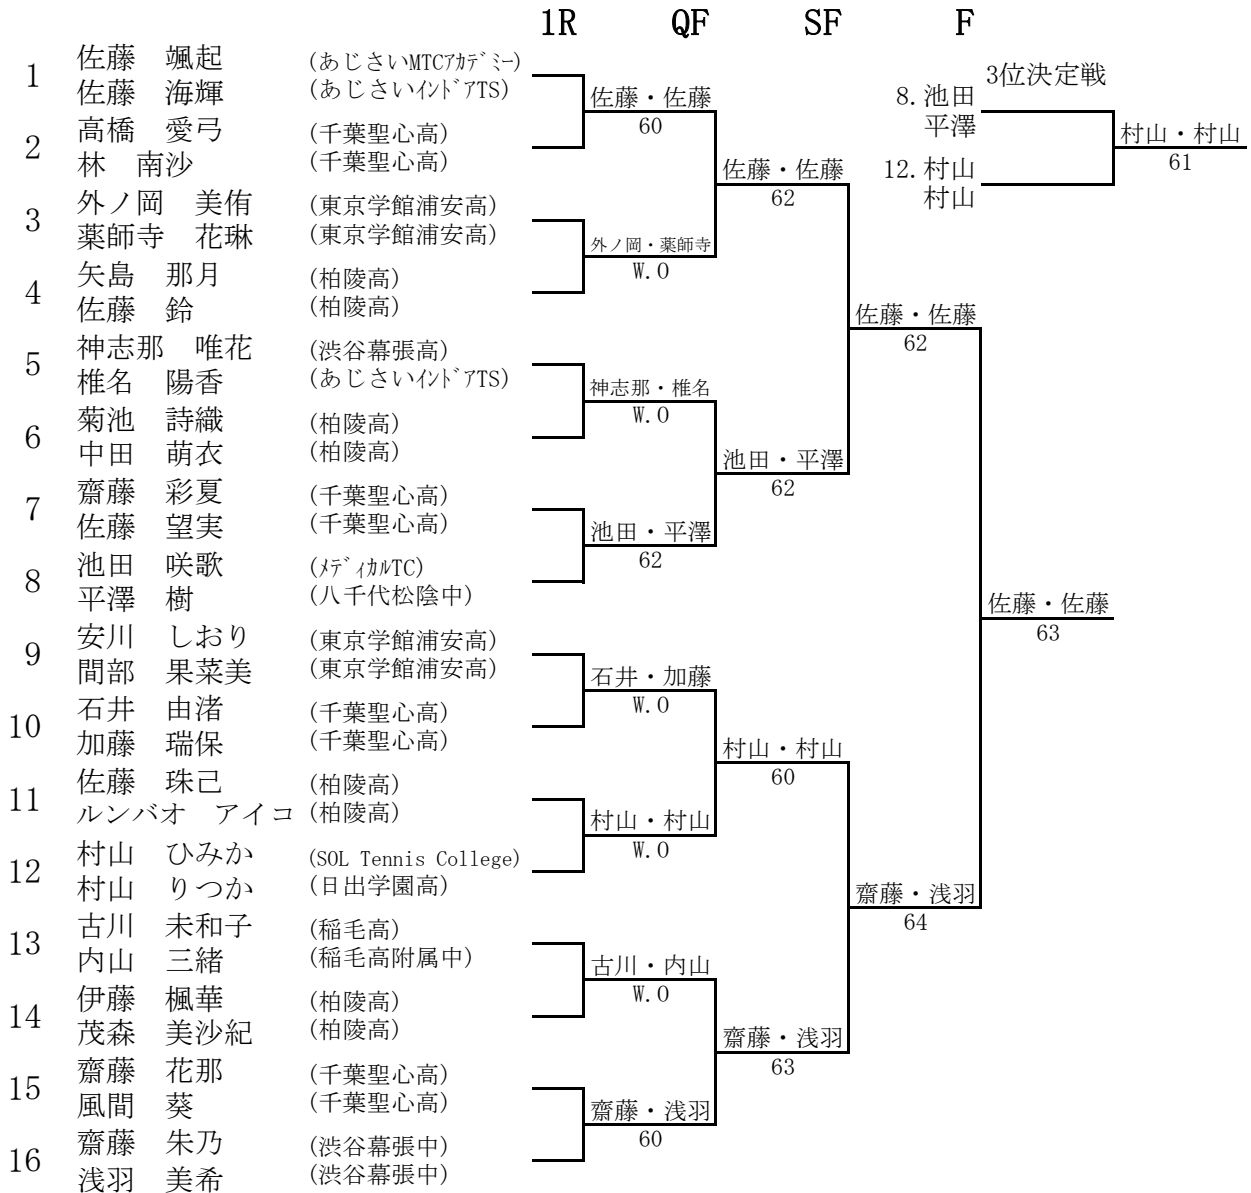 1R QF SF F
1 佐藤　颯起 (あじさいMTCｱｶﾃﾞﾐｰ)
佐藤　海輝 (あじさいｲﾝﾄﾞｱTS)
2 高橋　愛弓 (千葉聖心高)
林　南沙 (千葉聖心高)
3 外ノ岡　美侑 (東京学館浦安高)
薬師寺　花琳 (東京学館浦安高)
4 矢島　那月 (柏陵高)
佐藤　鈴 (柏陵高)
5 神志那　唯花 (渋谷幕張高)
椎名　陽香 (あじさいｲﾝﾄﾞｱTS)
6 菊池　詩織 (柏陵高)
中田　萌衣 (柏陵高)
7 齋藤　彩夏 (千葉聖心高)
佐藤　望実 (千葉聖心高)
8 池田　咲歌 (ﾒﾃﾞｨｶﾙTC)
平澤　樹 (八千代松陰中)
9 安川　しおり (東京学館浦安高)
間部　果菜美 (東京学館浦安高)
10 石井　由渚 (千葉聖心高)
加藤　瑞保 (千葉聖心高)
11 佐藤　珠己 (柏陵高)
ルンバオ　アイコ (柏陵高)
12 村山　ひみか (SOL Tennis College)
村山　りつか (日出学園高)
13 古川　未和子 (稲毛高)
内山　三緒 (稲毛高附属中)
14 伊藤　楓華 (柏陵高)
茂森　美沙紀 (柏陵高)
15 齋藤　花那 (千葉聖心高)
風間　葵 (千葉聖心高)
16 齋藤　朱乃 (渋谷幕張中)
浅羽　美希 (渋谷幕張中)
佐藤・佐藤
60
外ノ岡・薬師寺
W.O
神志那・椎名
W.O
池田・平澤
62
石井・加藤
W.O
村山・村山
W.O
古川・内山
W.O
齋藤・浅羽
60
佐藤・佐藤
62
池田・平澤
62
村山・村山
60
齋藤・浅羽
63
佐藤・佐藤
62
齋藤・浅羽
64
佐藤・佐藤
63
3位決定戦
8.池田
平澤
12.村山
村山
村山・村山
61